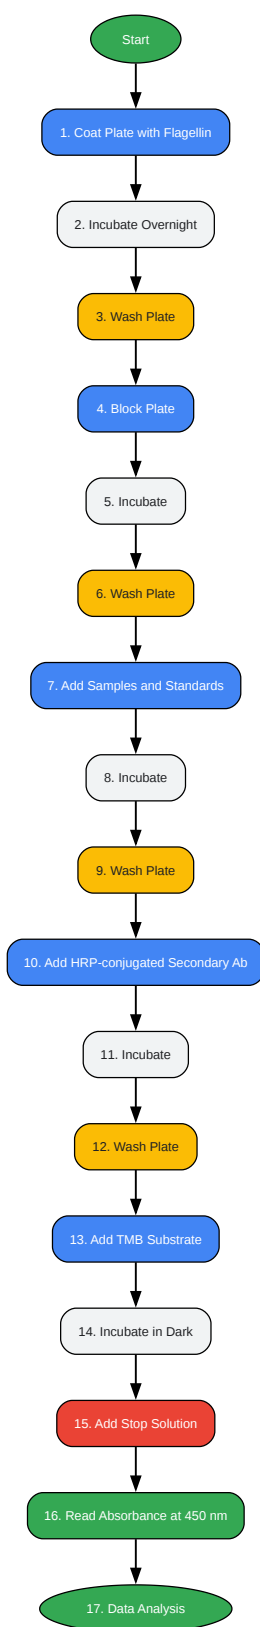 Start
1. Coat Plate with Flagellin
2. Incubate Overnight
3. Wash Plate
4. Block Plate
5. Incubate
6. Wash Plate
7. Add Samples and Standards
8. Incubate
9. Wash Plate
10. Add HRP-conjugated Secondary Ab
11. Incubate
12. Wash Plate
13. Add TMB Substrate
14. Incubate in Dark
15. Add Stop Solution
16. Read Absorbance at 450 nm
17. Data Analysis